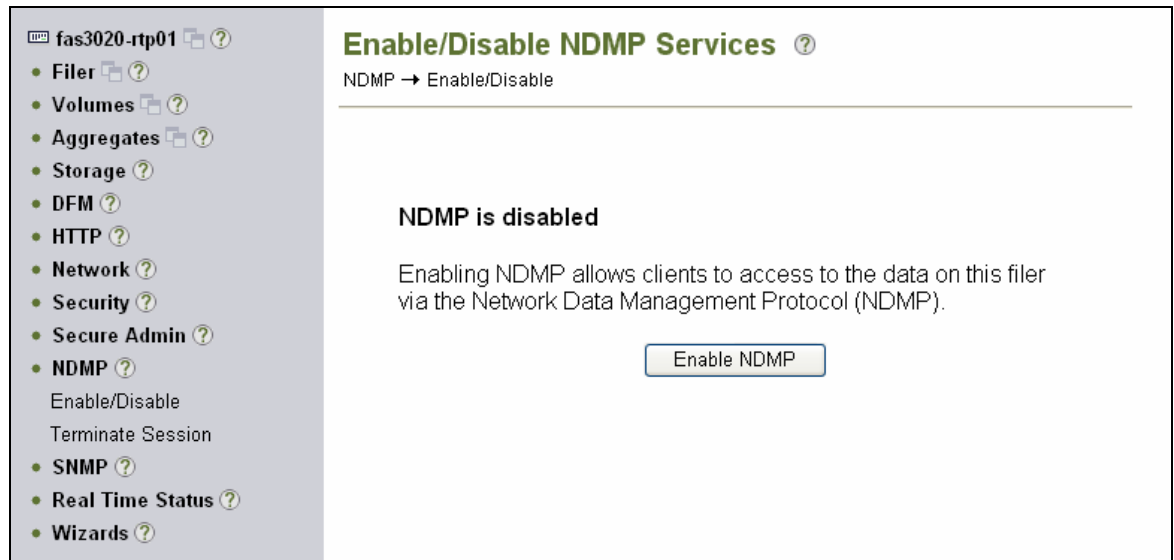 fas3020-rtp01
Filer
Volumes
Aggregates
Storage
DFM
HTTP
Network
Security
Secure Admin
NDMP
Enable/Disable
Terminate Session
SNMP
Real Time Status
Wizards
Enable/Disable NDMP Services
NDMP → Enable/Disable
NDMP is disabled
Enabling NDMP allows clients to access to the data on this filer
via the Network Data Management Protocol (NDMP).
Enable NDMP